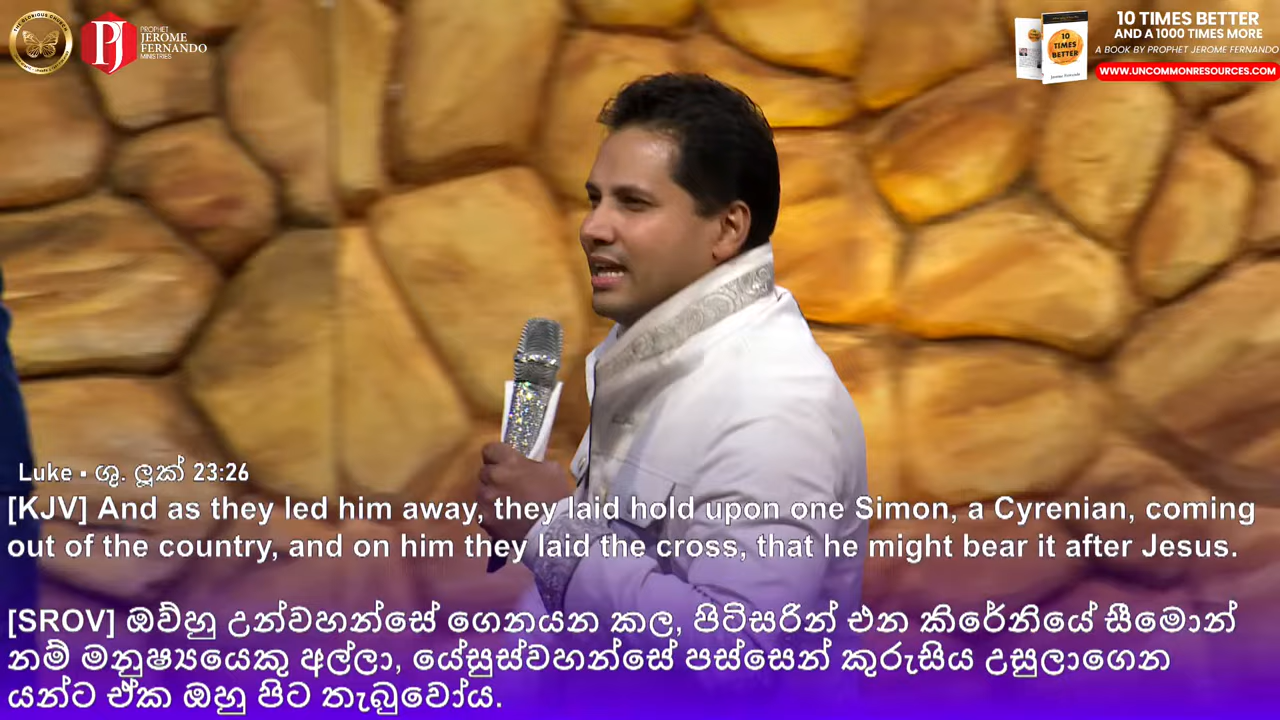 THE GLORIOUS CHURCH
PJ
PROPHET
JEROME
FERNANDO
MINISTRIES
10
TIMES
BETTER
10 TIMES BETTER
AND A 1000 TIMES MORE
A BOOK BY PROPHET JEROME FERNANDO
WWW.UNCOMMONRESOURCES.COM
Luke ▪ ශු. ලූක් 23:26
[KJV] And as they led him away, they laid hold upon one Simon, a Cyrenian, coming
out of the country, and on him they laid the cross, that he might bear it after Jesus.
[SROV] ඔව්හු උන්වහන්සේ ගෙනයන කල, පිටිසරින් එන කිරේනියේ සීමොන්
නම් මනුෂ්‍යයෙකු අල්ලා, යේසුස්වහන්සේ පස්සෙන් කුරුසිය උසුලාගෙන
යන්ට ඒක ඔහු පිට තැබුවෝය.